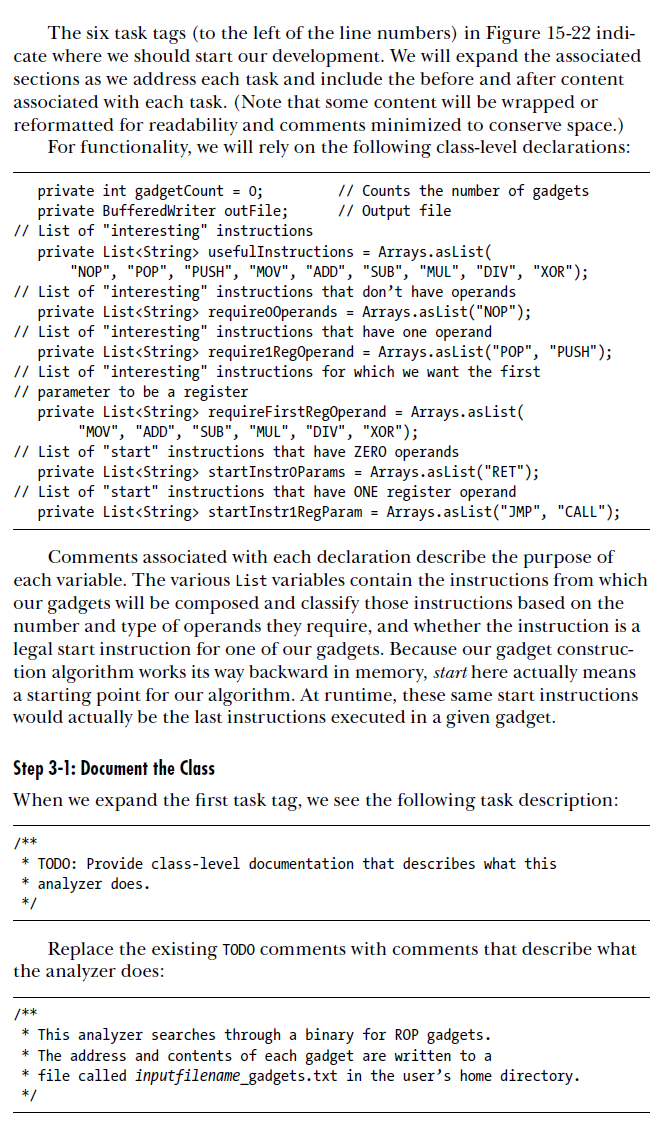 The six task tags (to the left of the line numbers) in Figure 15-22 indi-
cate where we should start our development. We will expand the associated
sections as we address each task and include the before and after content
associated with each task. (Note that some content will be wrapped or
reformatted for readability and comments minimized to conserve space.)
For functionality, we will rely on the following class-level declarations:
private int gadgetCount = 0;         // Counts the number of gadgets
private BufferedWriter outFile;      // Output file
// List of "interesting" instructions
private List<String> usefulInstructions = Arrays.asList(
"NOP", "POP", "PUSH", "MOV", "ADD", "SUB", "MUL", "DIV", "XOR");
// List of "interesting" instructions that don’t have operands
private List<String> require0Operands = Arrays.asList("NOP");
// List of "interesting" instructions that have one operand
private List<String> require1RegOperand = Arrays.asList("POP", "PUSH");
// List of "interesting" instructions for which we want the first
// parameter to be a register
private List<String> requireFirstRegOperand = Arrays.asList(
"MOV", "ADD", "SUB", "MUL", "DIV", "XOR");
// List of "start" instructions that have ZERO operands
private List<String> startInstr0Params = Arrays.asList("RET");
// List of "start" instructions that have ONE register operand
private List<String> startInstr1RegParam = Arrays.asList("JMP", "CALL");
Comments associated with each declaration describe the purpose of
each variable. The various List variables contain the instructions from which
our gadgets will be composed and classify those instructions based on the
number and type of operands they require, and whether the instruction is a
legal start instruction for one of our gadgets. Because our gadget construc-
tion algorithm works its way backward in memory, start here actually means
a starting point for our algorithm. At runtime, these same start instructions
would actually be the last instructions executed in a given gadget.
Step 3-1: Document the Class
When we expand the first task tag, we see the following task description:
/**
* TODO: Provide class-level documentation that describes what this
* analyzer does.
*/
Replace the existing TODO comments with comments that describe what
the analyzer does:
/**
* This analyzer searches through a binary for ROP gadgets.
* The address and contents of each gadget are written to a
* file called inputfilename_gadgets.txt in the user’s home directory.
*/